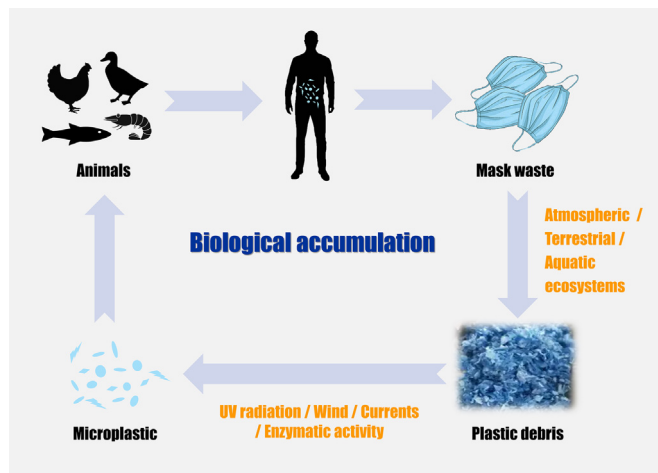 Animals
Mask waste
Atmospheric /
Terrestrial /
Aquatic
ecosystems
Biological accumulation
Microplastic
UV radiation / Wind / Currents
/ Enzymatic activity
Plastic debris